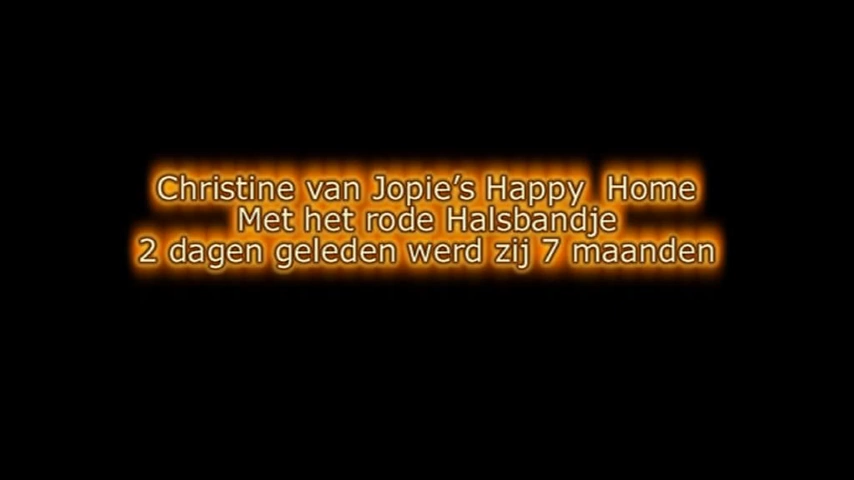 Christine van Jopie's Happy  Home
Met het rode Halsbandje
2 dagen geleden werd zij 7 maanden